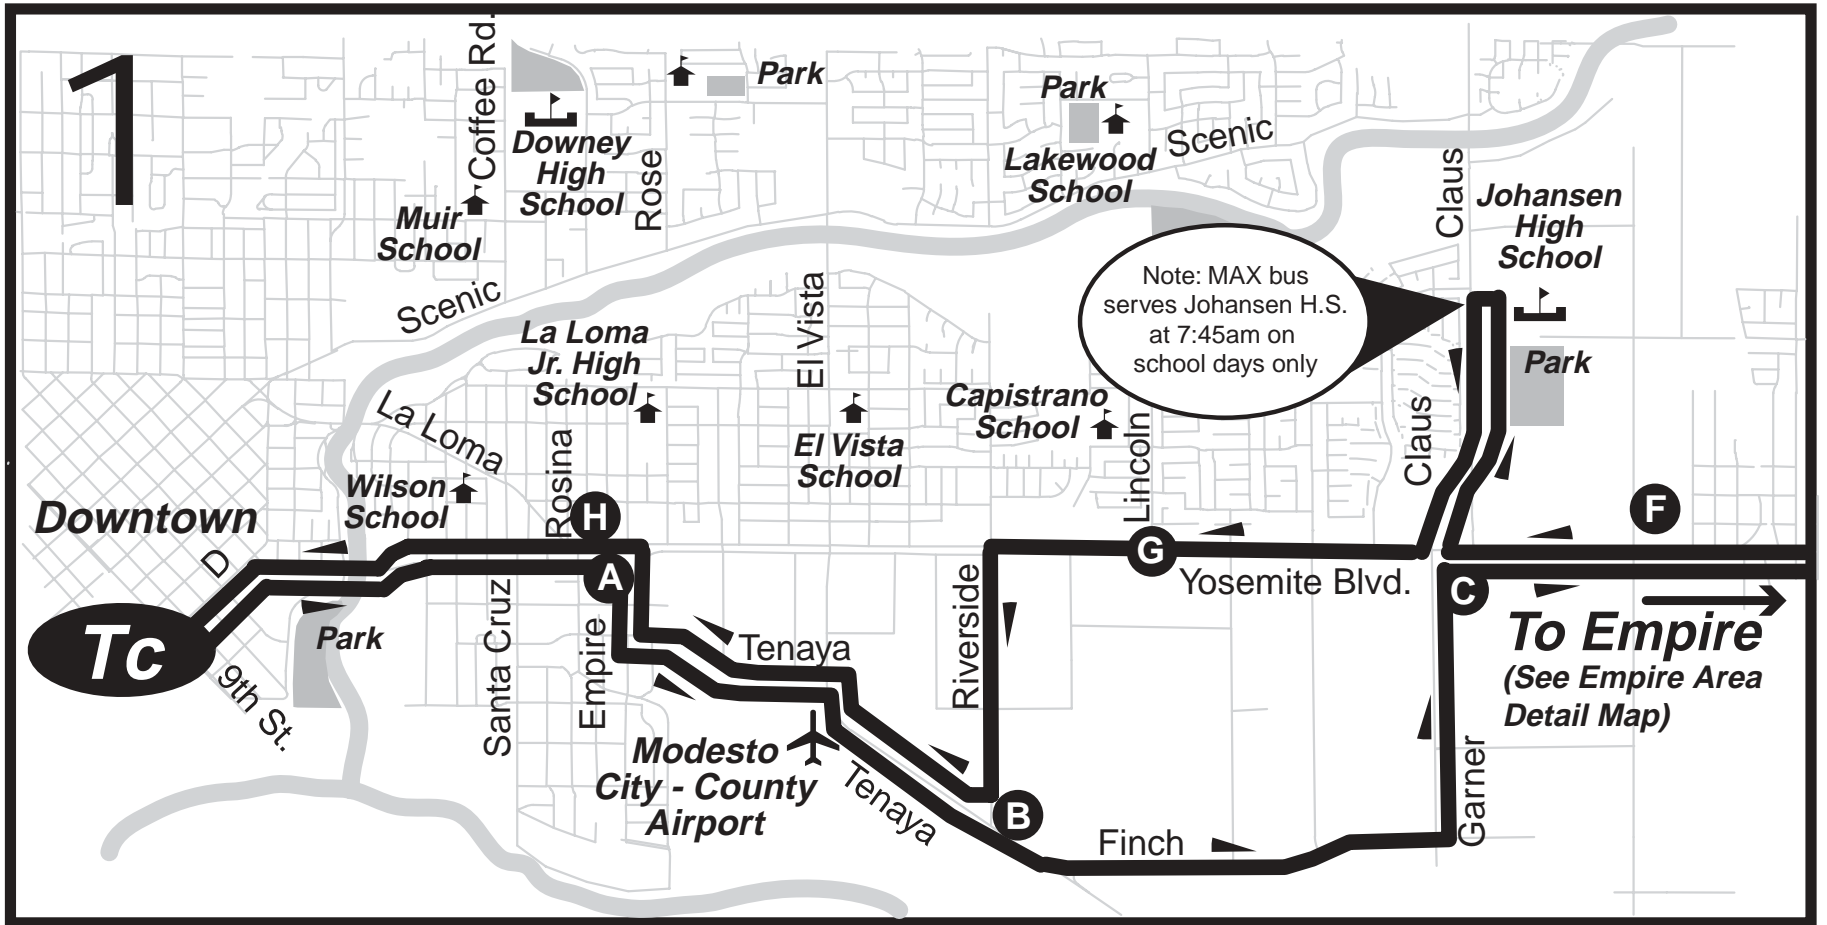 1
Coffee Rd.
Downey
High
School
Rose
Park
Park
Lakewood
School
Scenic
Claus
Johansen
High
School
Muir
School
Scenic
Note: MAX bus
serves Johansen H.S.
at 7:45am on
school days only
La Loma
Jr. High
School
El Vista
Park
La Loma
Rosina
El Vista
School
Capistrano
School
Lincoln
Claus
Wilson
School
Downtown
D
H
A
G
F
C
Yosemite Blvd.
Tc
Park
9th St.
Santa Cruz
Empire
Tenaya
Riverside
To Empire
(See Empire Area
Detail Map)
Modesto
City - County
Airport
Tenaya
B
Finch
Garner